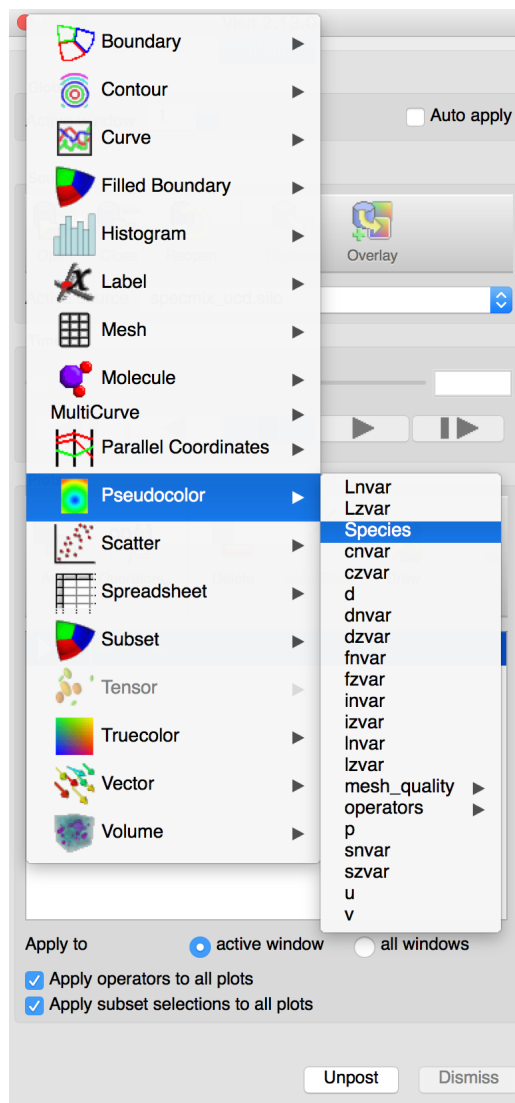 Boundary
Contour
Curve
Filled Boundary
Histogram
Label
Mesh
Molecule
MultiCurve
Parallel Coordinates
Pseudocolor
Scatter
Spreadsheet
Subset
Tensor
Truecolor
Vector
Volume
Auto apply
Overlay
Lnvar
Lzvar
Species
cnvar
czvar
d
dnvar
dzvar
fnvar
fzvar
invar
izvar
lnvar
lzvar
mesh_quality
operators
p
snvar
szvar
u
v
Apply to active window all windows
Apply operators to all plots
Apply subset selections to all plots
Unpost Dismiss